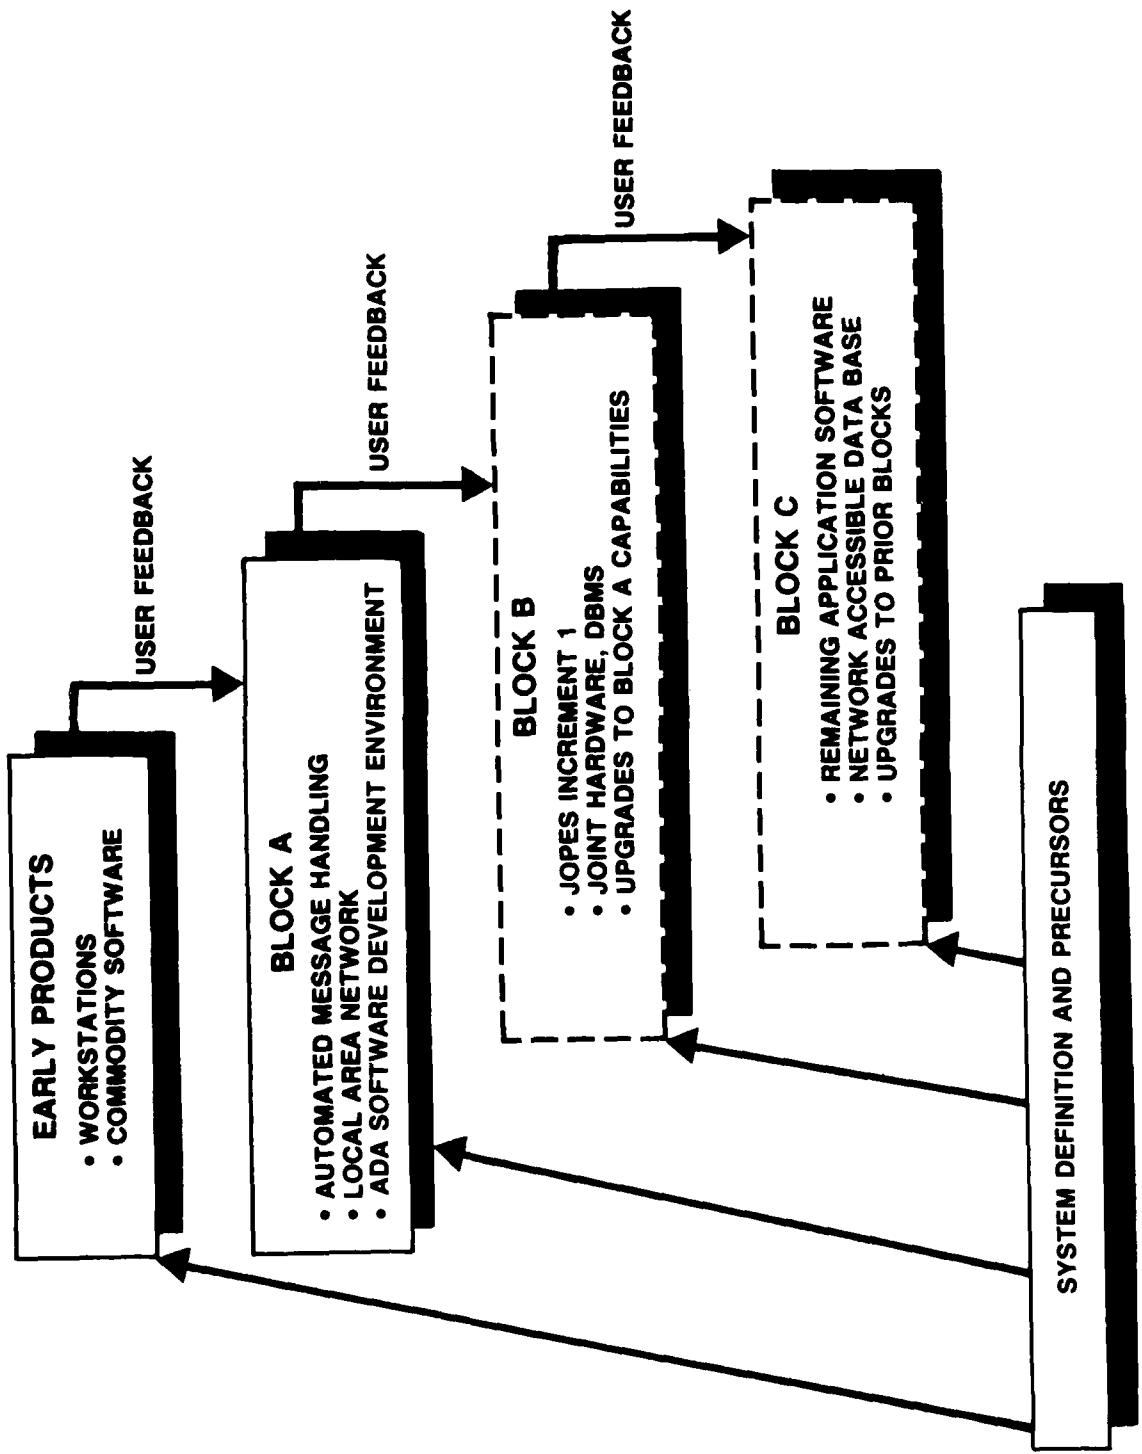 EARLY PRODUCTS
• WORKSTATIONS
• COMMODITY SOFTWARE
USER FEEDBACK
BLOCK A
• AUTOMATED MESSAGE HANDLING
• LOCAL AREA NETWORK
• ADA SOFTWARE DEVELOPMENT ENVIRONMENT
USER FEEDBACK
BLOCK B
• JOPES INCREMENT 1
• JOINT HARDWARE, DBMS
• UPGRADES TO BLOCK A CAPABILITIES
USER FEEDBACK
BLOCK C
• REMAINING APPLICATION SOFTWARE
• NETWORK ACCESSIBLE DATA BASE
• UPGRADES TO PRIOR BLOCKS
SYSTEM DEFINITION AND PRECURSORS